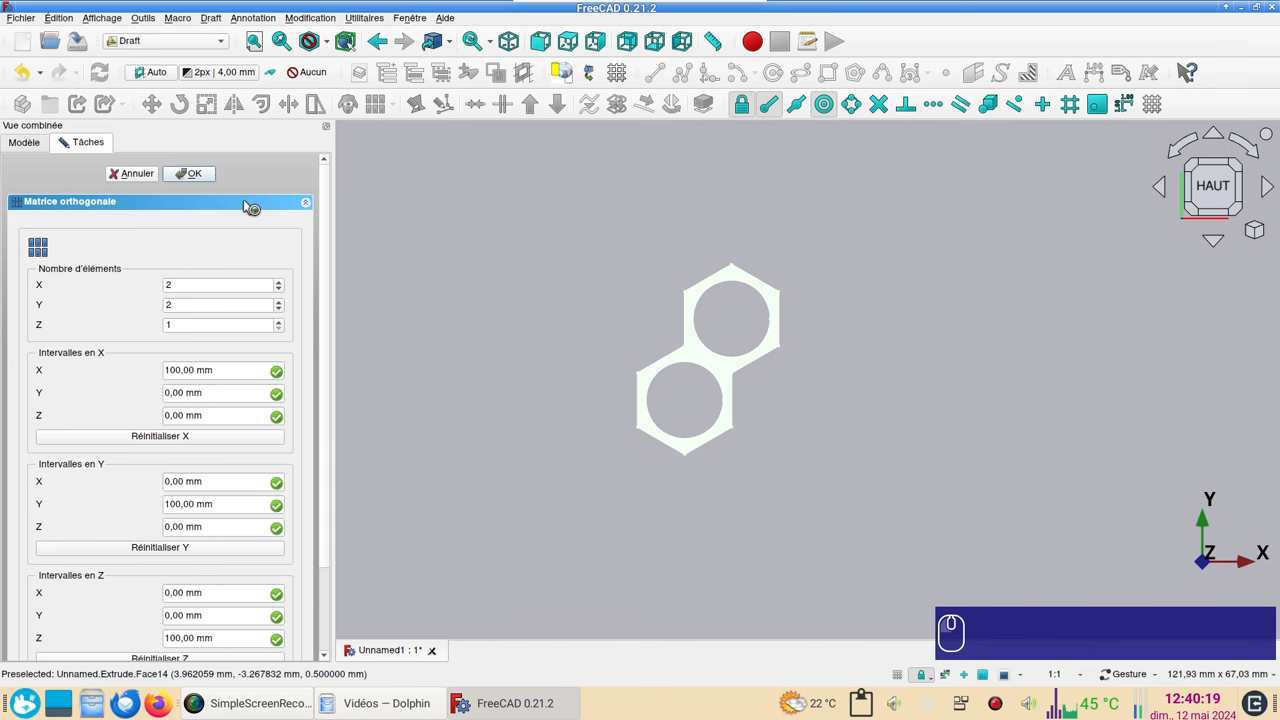 FreeCAD 0.21.2
Fichier Édition Affichage Outils Macro Draft Annotation Modification Utilitaires Fenêtre Aide
Draft
Auto 2px | 4,00 mm Aucun
Vue combinée
Modèle Tâches
Annuler OK
Matrice orthogonale
Nombre d'éléments
X 2
Y 2
Z 1
Intervalles en X
X 100,00 mm
Y 0,00 mm
Z 0,00 mm
Réinitialiser X
Intervalles en Y
X 0,00 mm
Y 100,00 mm
Z 0,00 mm
Réinitialiser Y
Intervalles en Z
X 0,00 mm
Y 0,00 mm
Z 100,00 mm
Réinitialiser Z
HAUT
Y
Z X
Unnamed1 : 1*
Preselected: Unnamed.Extrude.Face14 (3.962059 mm, -3.267832 mm, 0.500000 mm) 1:1 Gesture 121,93 mm x 67,03 mm
SimpleScreenReco... Vidéos — Dolphin FreeCAD 0.21.2 22 °C 45 °C 12:40:19
dim., 12 mai 2024